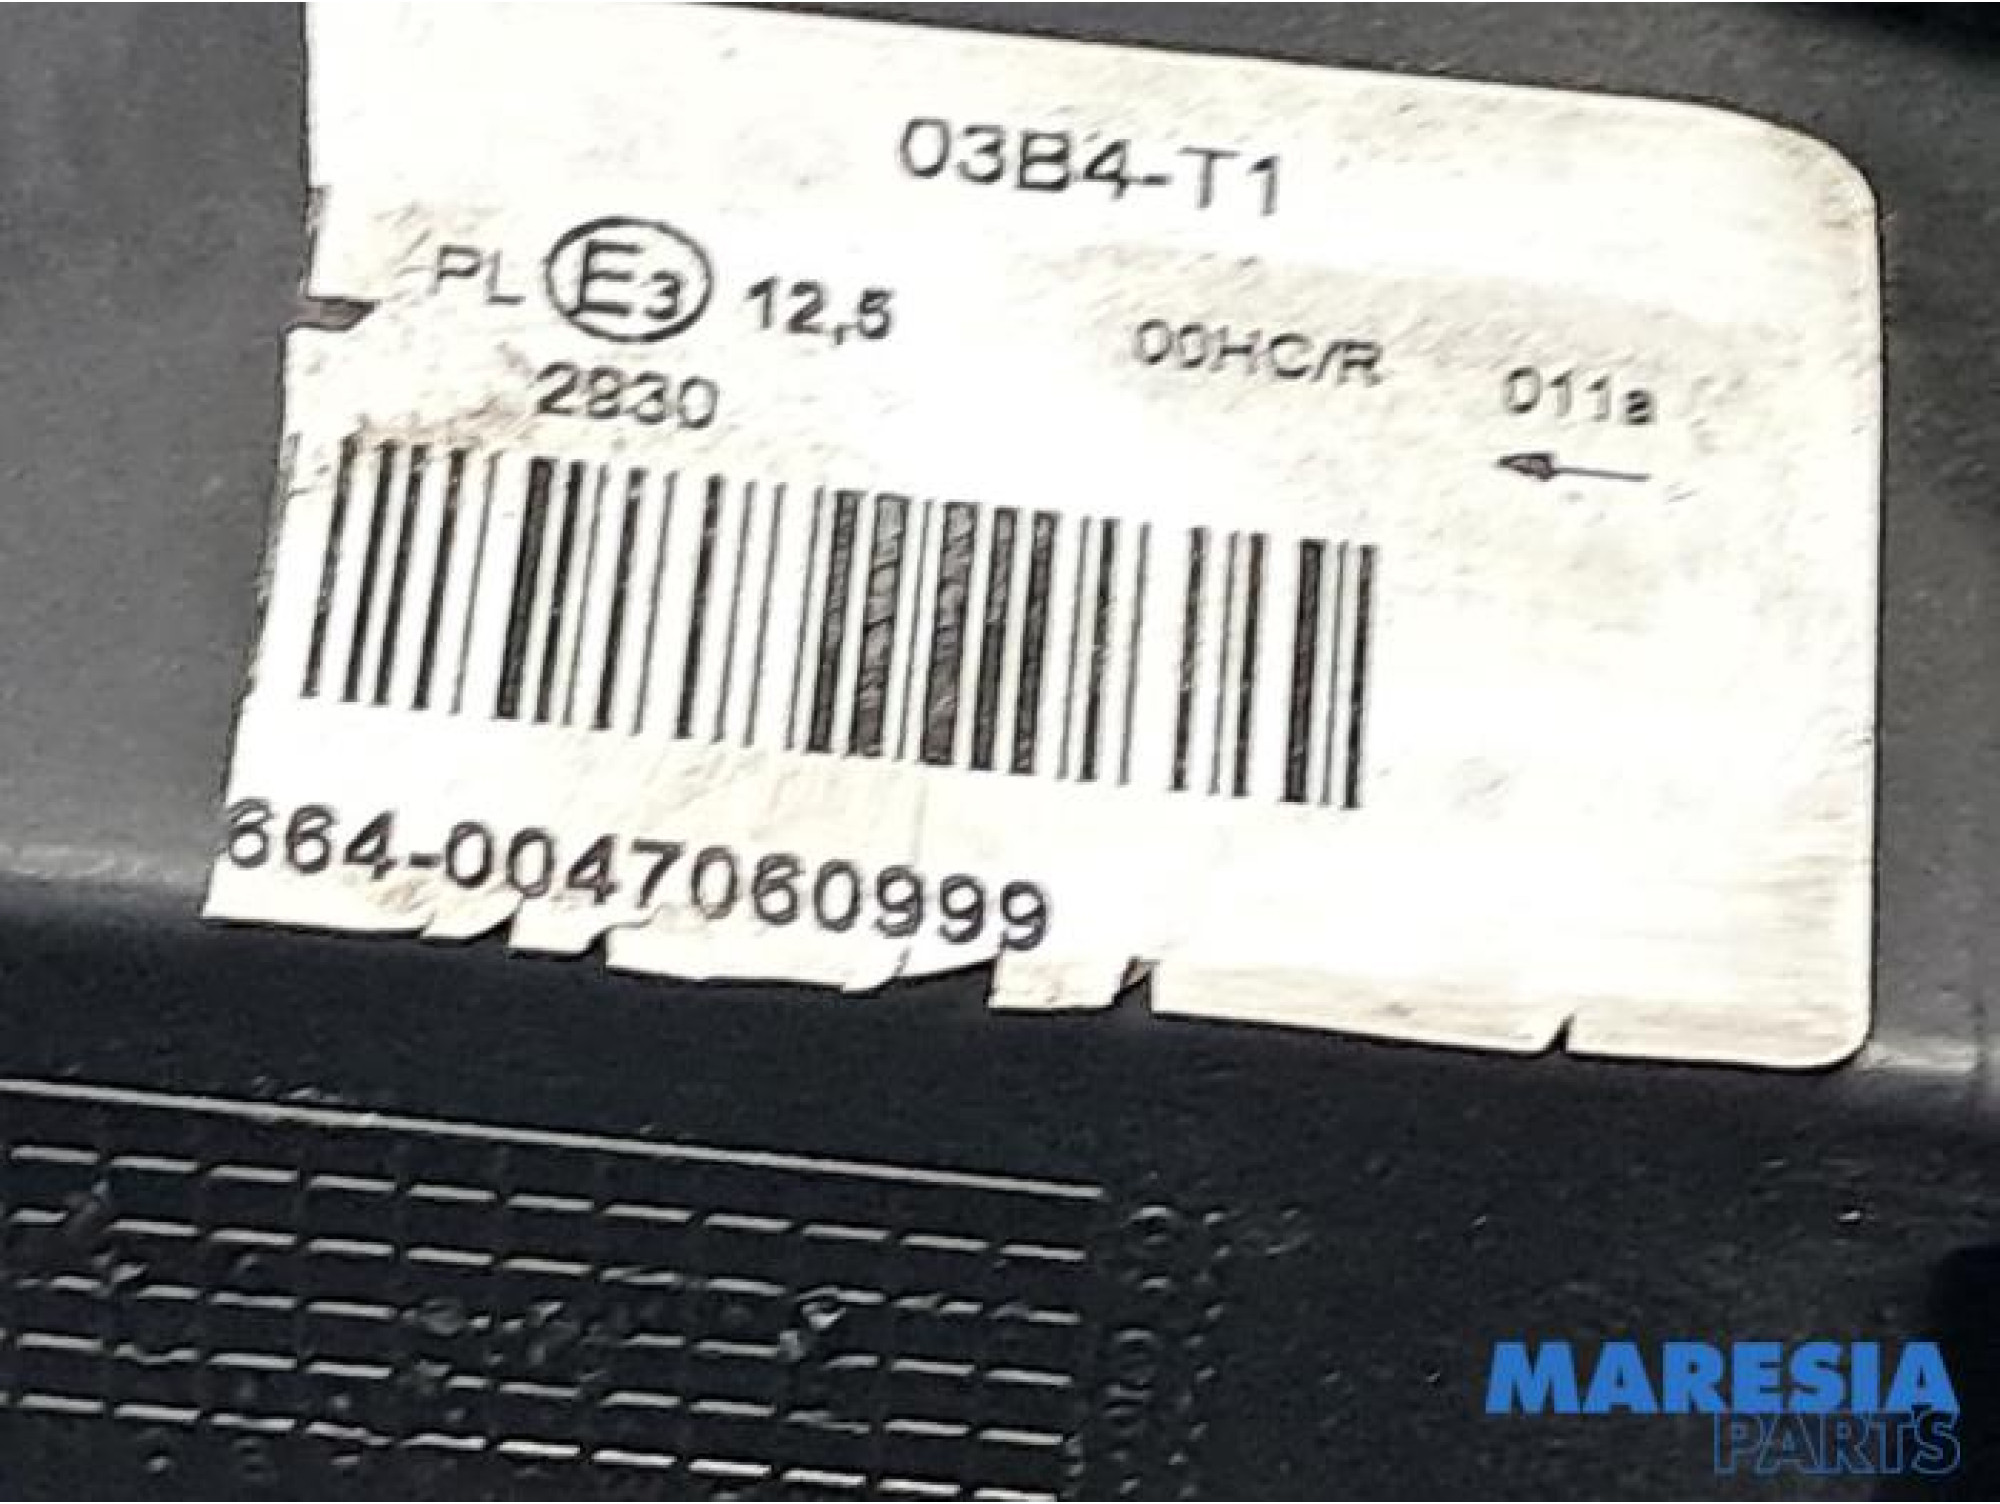 03B4-T1
PL E3 12,5 00HC/R 011a
2830
664-0047060999
MARESIA
PARTS